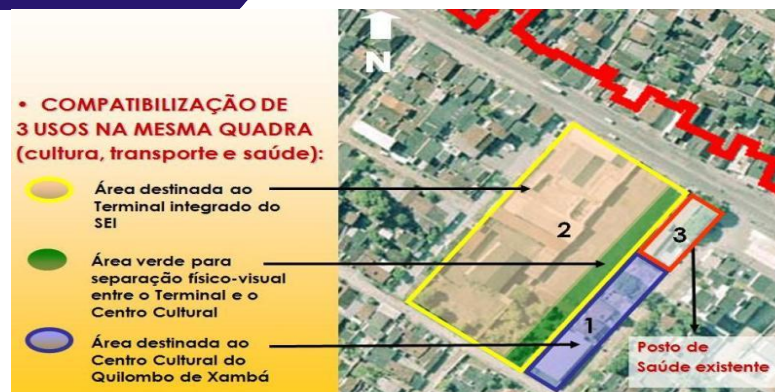 • COMPATIBILIZAÇÃO DE
3 USOS NA MESMA QUADRA
(cultura, transporte e saúde):
Área destinada ao
Terminal integrado do
SEI
Área verde para
separação físico-visual
entre o Terminal e o
Centro Cultural
Área destinada ao
Centro Cultural do
Quilombo de Xambá
N
2
3
1
Posto de
Saúde existente